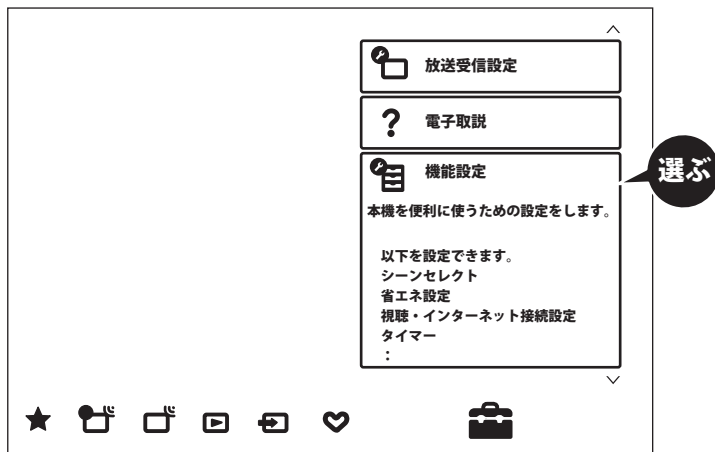 放送受信設定
?
電子取説
機能設定
選ぶ
本機を便利に使うための設定をします。
以下を設定できます。
シーンセレクト
省エネ設定
視聴・インターネット接続設定
タイマー
：